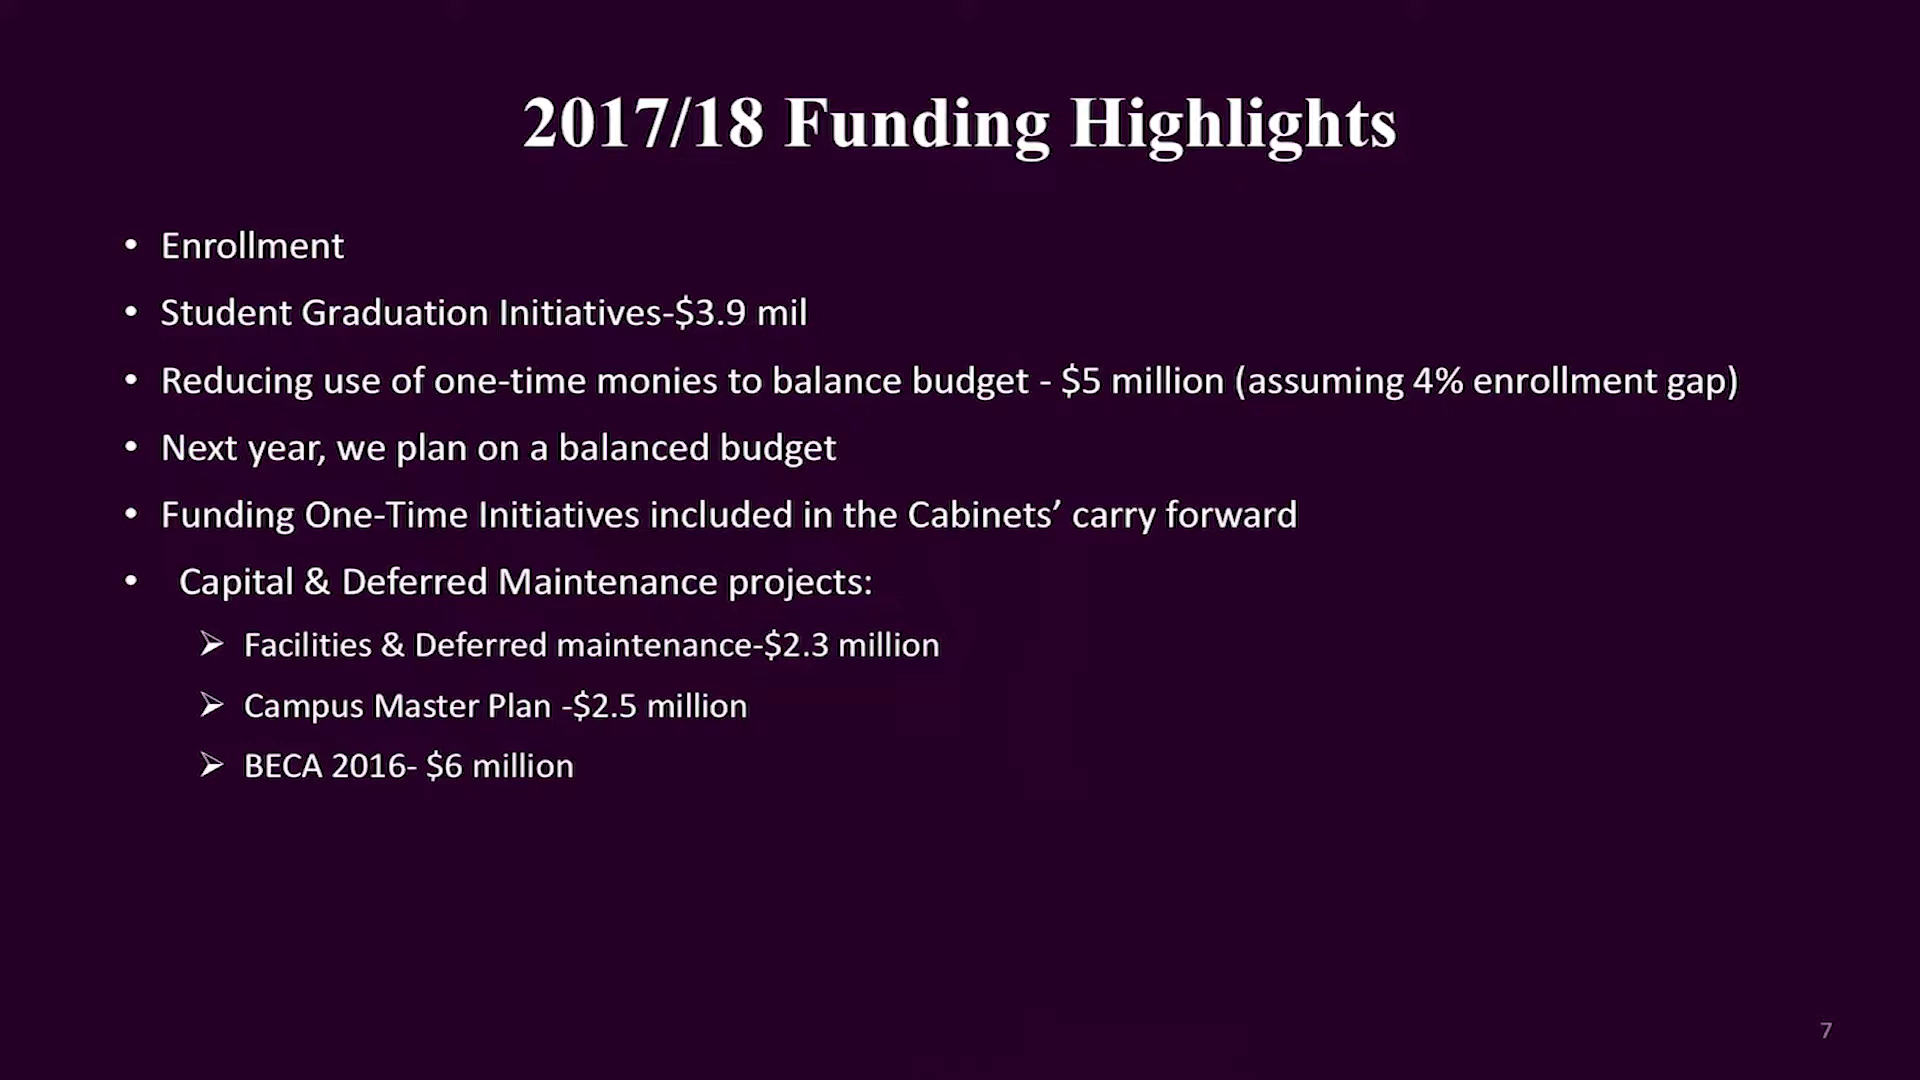 2017/18 Funding Highlights
• Enrollment
• Student Graduation Initiatives-$3.9 mil
• Reducing use of one-time monies to balance budget - $5 million (assuming 4% enrollment gap)
• Next year, we plan on a balanced budget
• Funding One-Time Initiatives included in the Cabinets’ carry forward
• Capital & Deferred Maintenance projects:
➢ Facilities & Deferred maintenance-$2.3 million
➢ Campus Master Plan -$2.5 million
➢ BECA 2016- $6 million
7